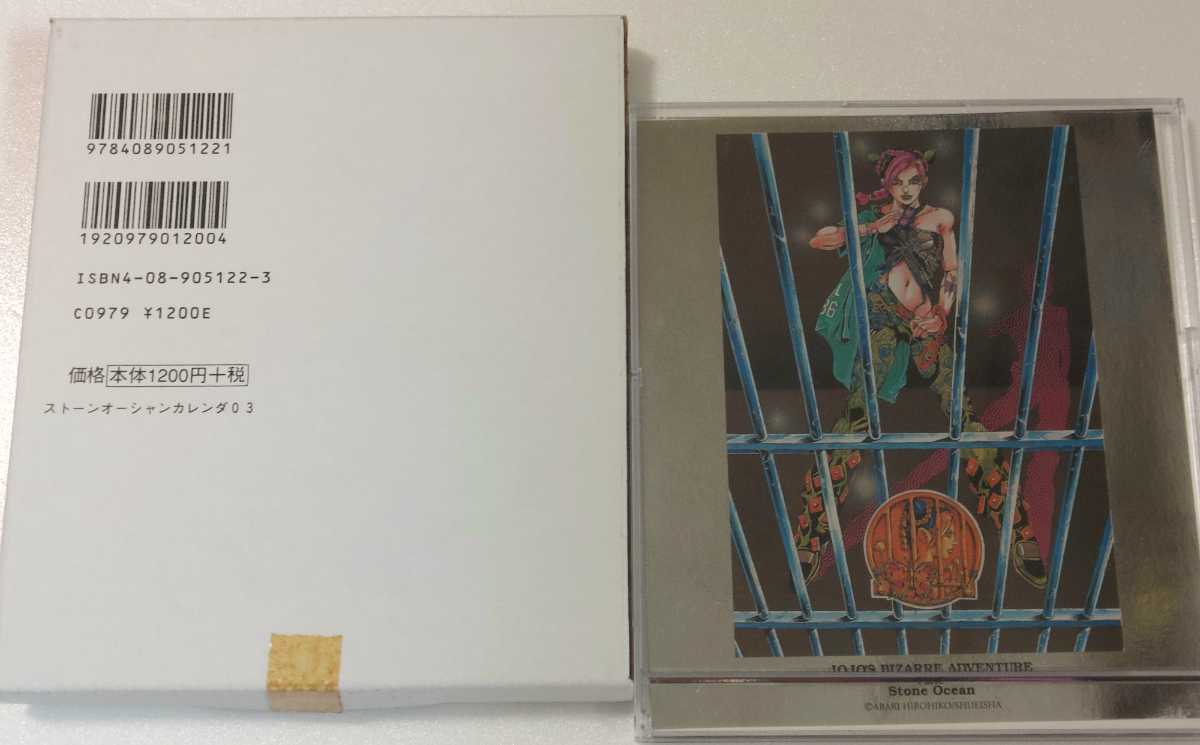 9784089051221
1920979012004
ISBN4-08-905122-3
C0979 ¥1200E
価格 本体1200円+税
ストーンオーシャンカレンダ03
36
JOJO'S BIZARRE ADVENTURE
Stone Ocean
©ARAKI HIROHIKO/SHUEISHA